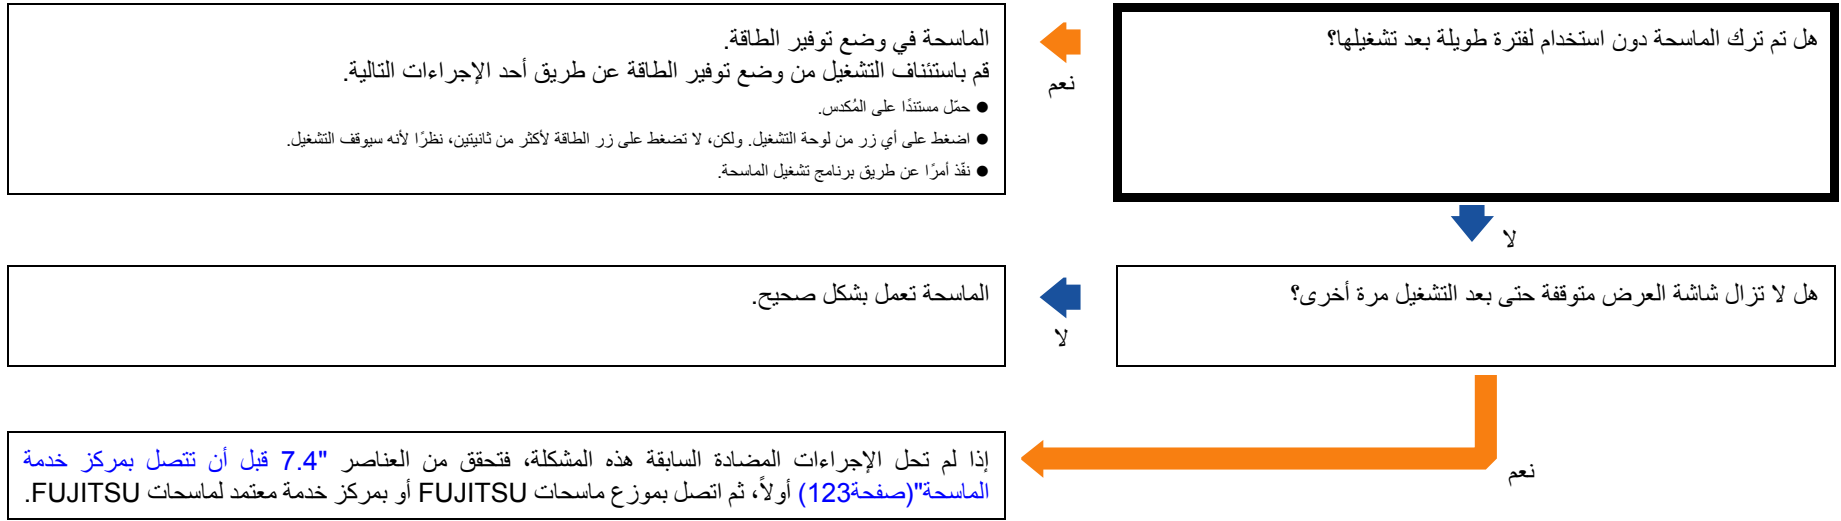 هل تم ترك الماسحة دون استخدام لفترة طويلة بعد تشغيلها؟
نعم
الماسحة في وضع توفير الطاقة.
قم باستئناف التشغيل من وضع توفير الطاقة عن طريق أحد الإجراءات التالية.
● حمّل مستندًا على المُكدس.
● اضغط على أي زر من لوحة التشغيل. ولكن، لا تضغط على زر الطاقة لأكثر من ثانيتين، نظرًا لأنه سيوقف التشغيل.
● نفّذ أمرًا عن طريق برنامج تشغيل الماسحة.
لا
هل لا تزال شاشة العرض متوقفة حتى بعد التشغيل مرة أخرى؟
لا
الماسحة تعمل بشكل صحيح.
نعم
إذا لم تحل الإجراءات المضادة السابقة هذه المشكلة، فتحقق من العناصر "7.4 قبل أن تتصل بمركز خدمة
الماسحة"(صفحة123) أولاً، ثم اتصل بموزع ماسحات FUJITSU أو بمركز خدمة معتمد لماسحات FUJITSU.